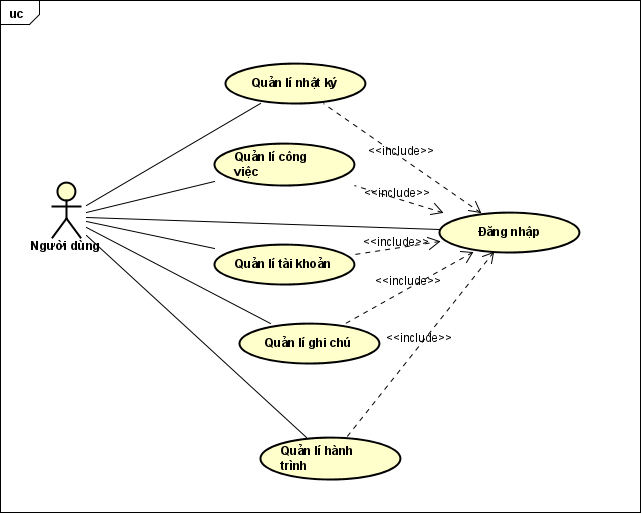 uc
Quản lí nhật ký
<<include>>
Quản lí công
việc
<<include>>
Người dùng
Đăng nhập
<<include>>
Quản lí tài khoản
<<include>>
Quản lí ghi chú
<<include>>
Quản lí hành
trình